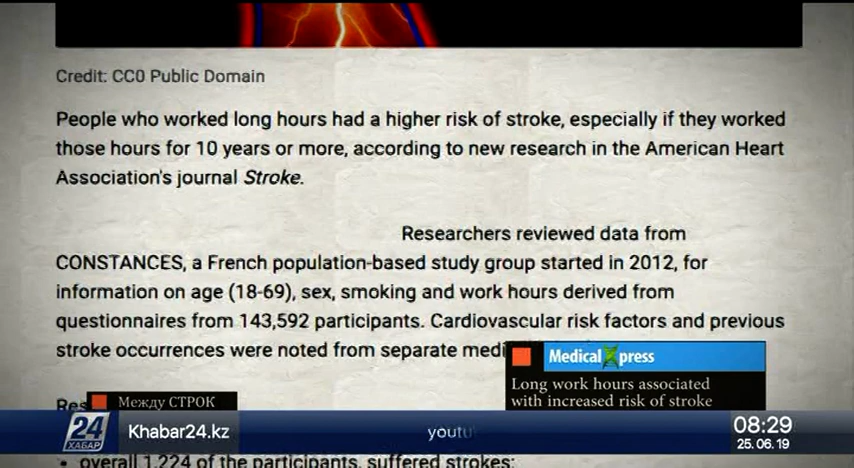 Credit: CC0 Public Domain
People who worked long hours had a higher risk of stroke, especially if they worked
those hours for 10 years or more, according to new research in the American Heart
Association's journal Stroke.
Researchers reviewed data from
CONSTANCES, a French population-based study group started in 2012, for
information on age (18-69), sex, smoking and work hours derived from
questionnaires from 143,592 participants. Cardiovascular risk factors and previous
stroke occurrences were noted from separate
Medical Xpress
Long work hours associated
with increased risk of stroke
Между СТРОК
24
ХАБАР
Khabar24.kz
08:29
25.06.19
• overall 1,224 of the participants, suffered strokes;